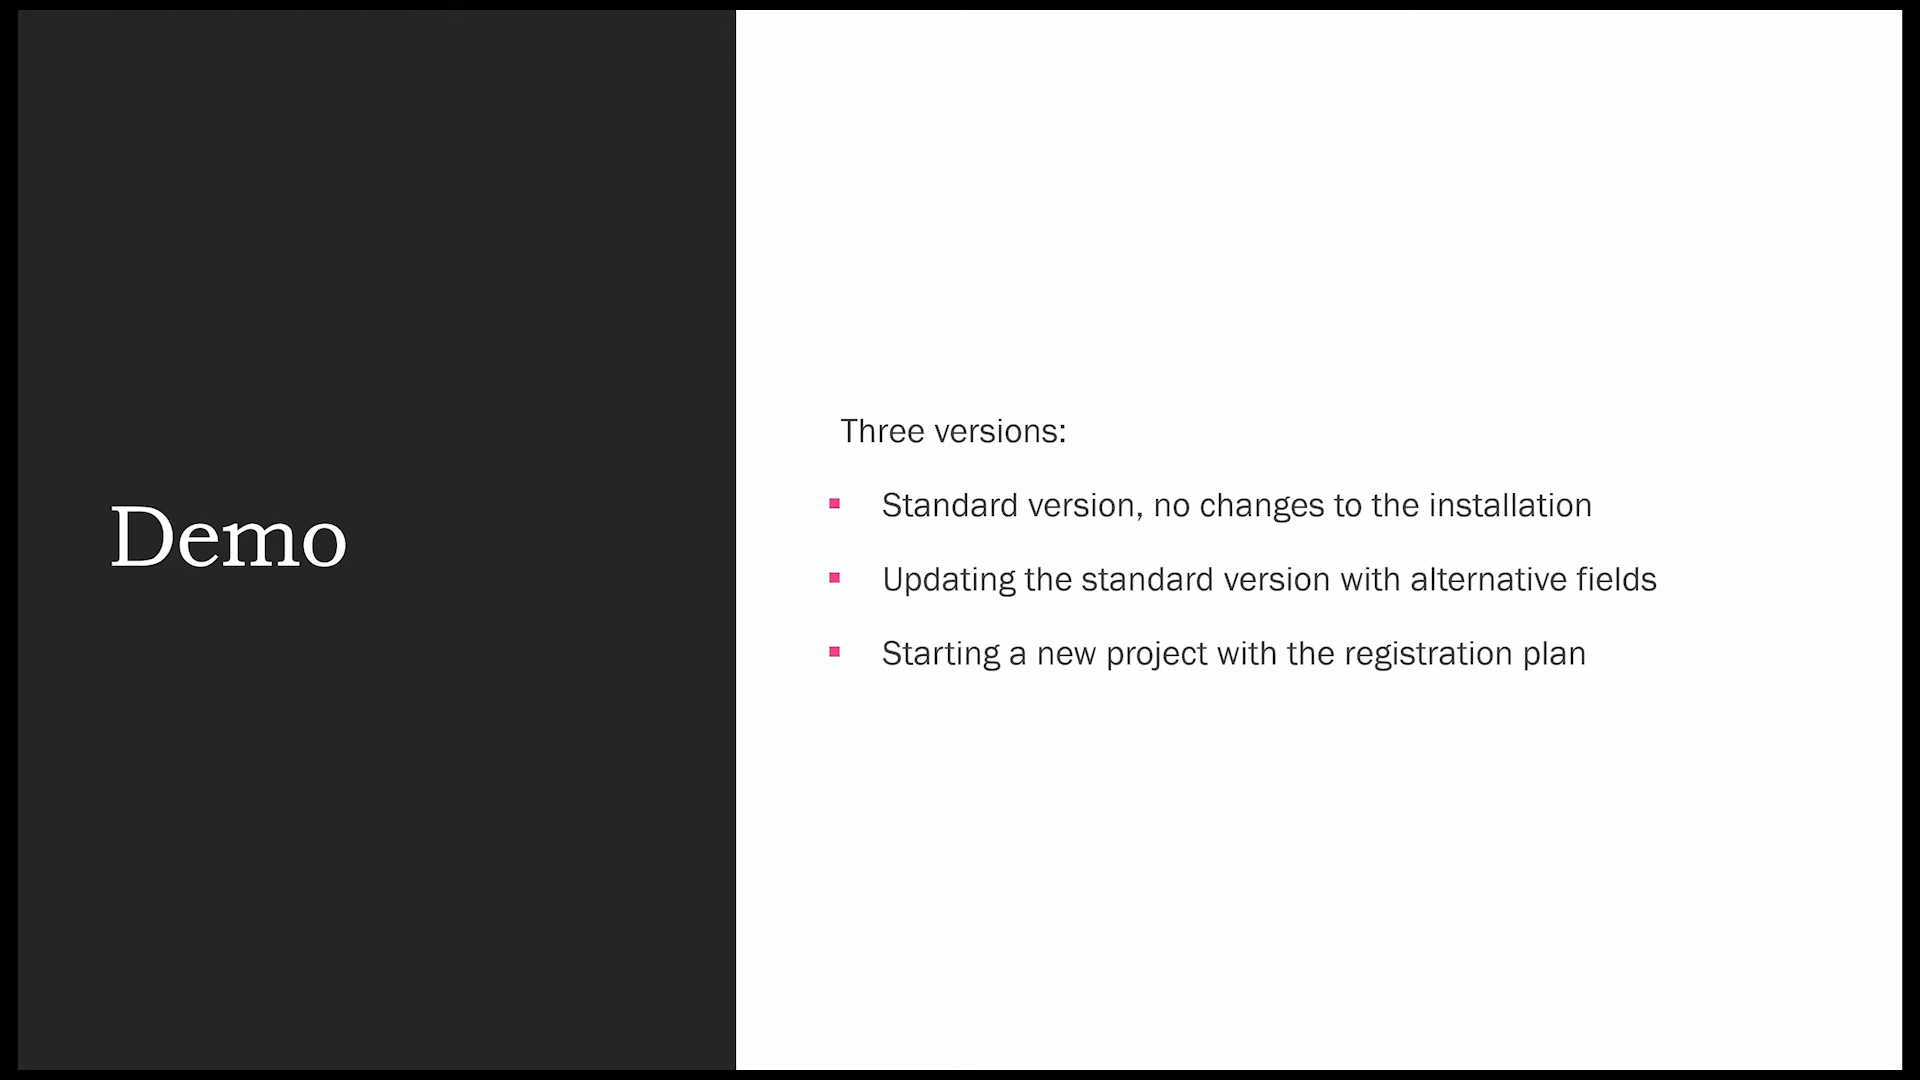 Demo
Three versions:
Standard version, no changes to the installation
Updating the standard version with alternative fields
Starting a new project with the registration plan